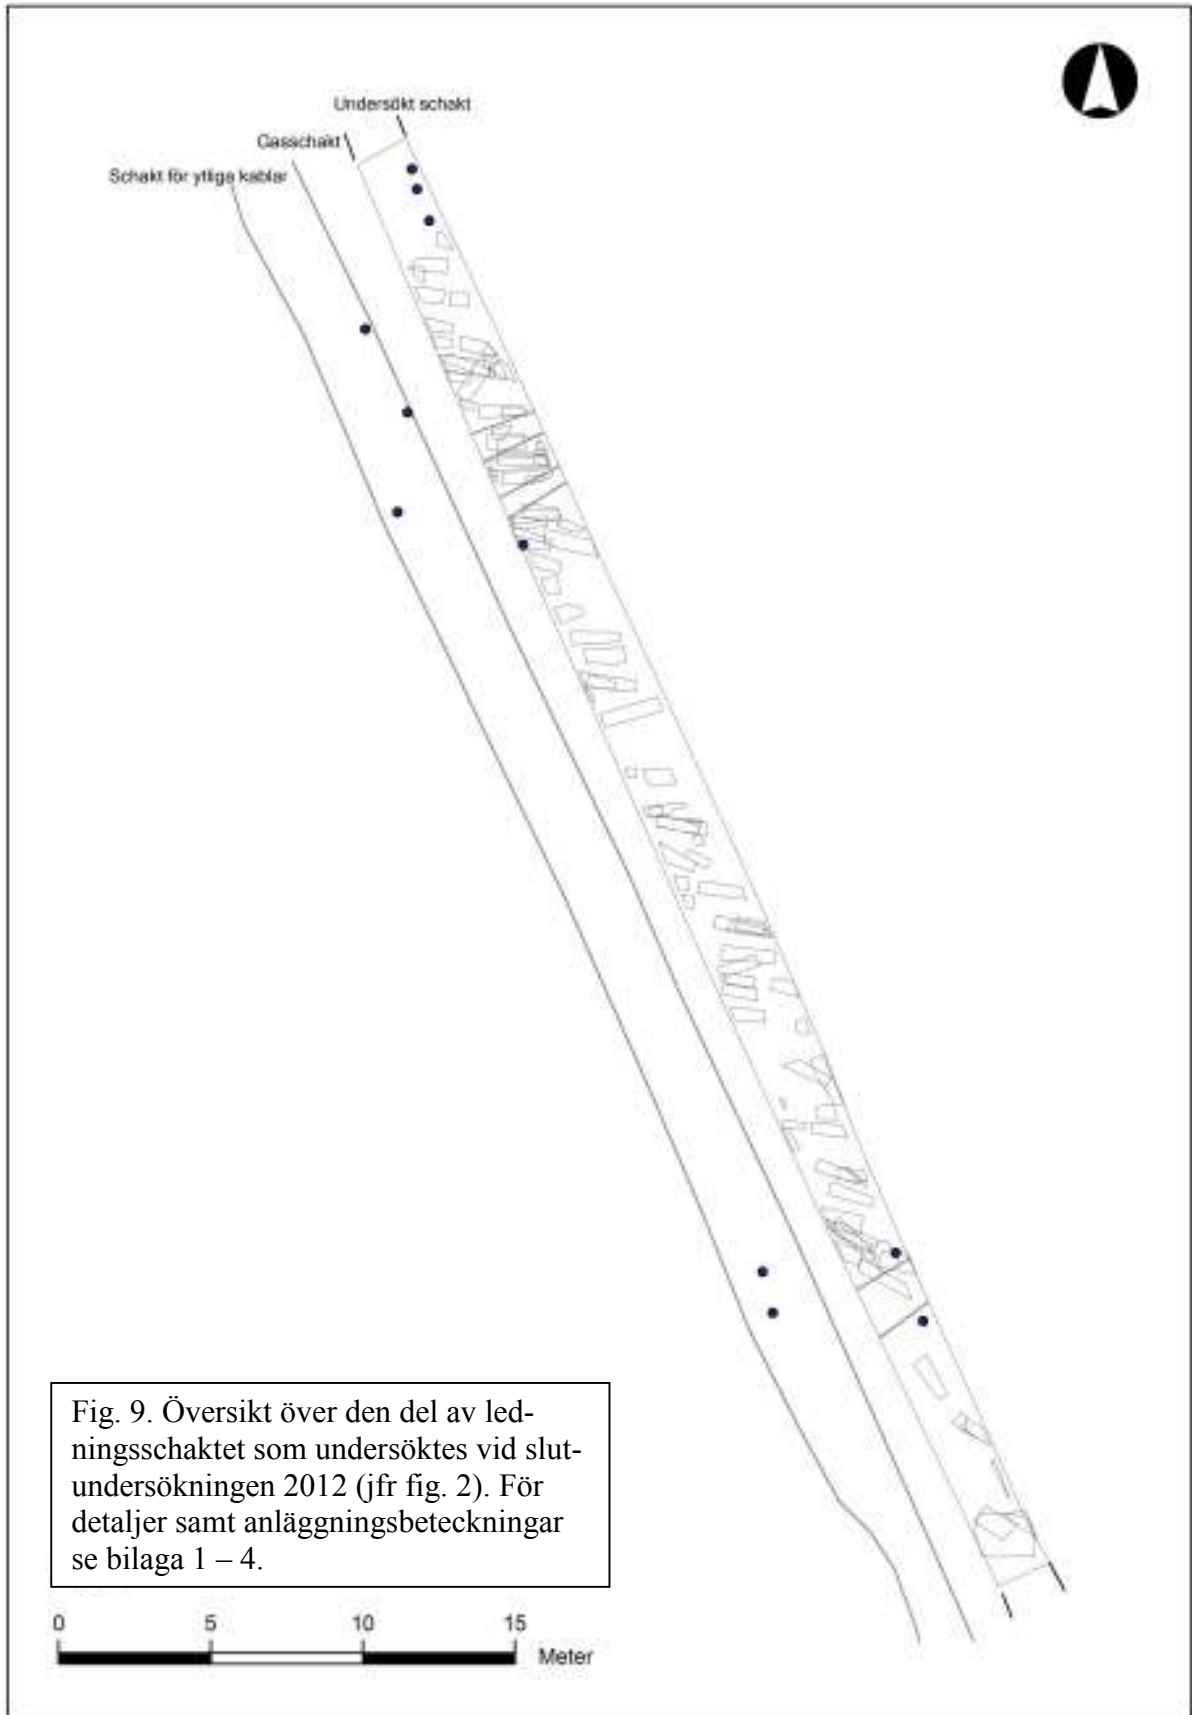 Undersökt schakt
Gasschakt
Schakt för ytliga kablar
Fig. 9. Översikt över den del av led-
ningsschaktet som undersöktes vid slut-
undersökningen 2012 (jfr fig. 2). För
detaljer samt anläggningsbeteckningar
se bilaga 1 – 4.
0 5 10 15
Meter